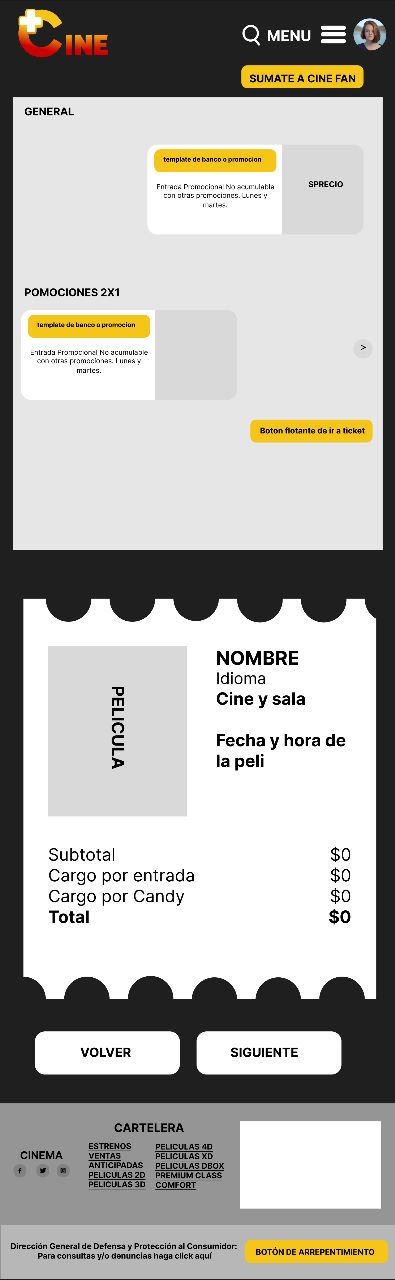 CINE
MENU
SUMATE A CINE FAN
GENERAL
template de banco o promocion
Entrada Promocional No acumulable
con otras promociones. Lunes y
martes.
SPRECIO
POMOCIONES 2X1
template de banco o promocion
Entrada Promocional No acumulable
con otras promociones. Lunes y
martes.
>
Boton flotante de ir a ticket
PELICULA
NOMBRE
Idioma
Cine y sala
Fecha y hora de
la peli
Subtotal $0
Cargo por entrada $0
Cargo por Candy $0
Total $0
VOLVER
SIGUIENTE
CINEMA
CARTELERA
ESTRENOS
VENTAS
ANTICIPADAS
PELICULAS 2D
PELICULAS 3D
PELICULAS 4D
PELICULAS XD
PELICULAS DBOX
PREMIUM CLASS
COMFORT
Dirección General de Defensa y Protección al Consumidor:
Para consultas y/o denuncias haga click aquí
BOTÓN DE ARREPENTIMIENTO